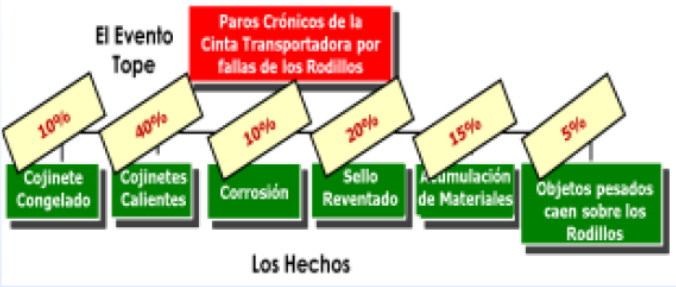 El Evento
Tope
Paros Crónicos de la
Cinta Transportadora por
fallas de los Rodillos
10%
40%
10%
20%
15%
5%
Cojinete
Congelado
Cojinetes
Calientes
Corrosión
Sello
Reventado
Acumulación
de Materiales
Objetos pesados
caen sobre los
Rodillos
Los Hechos